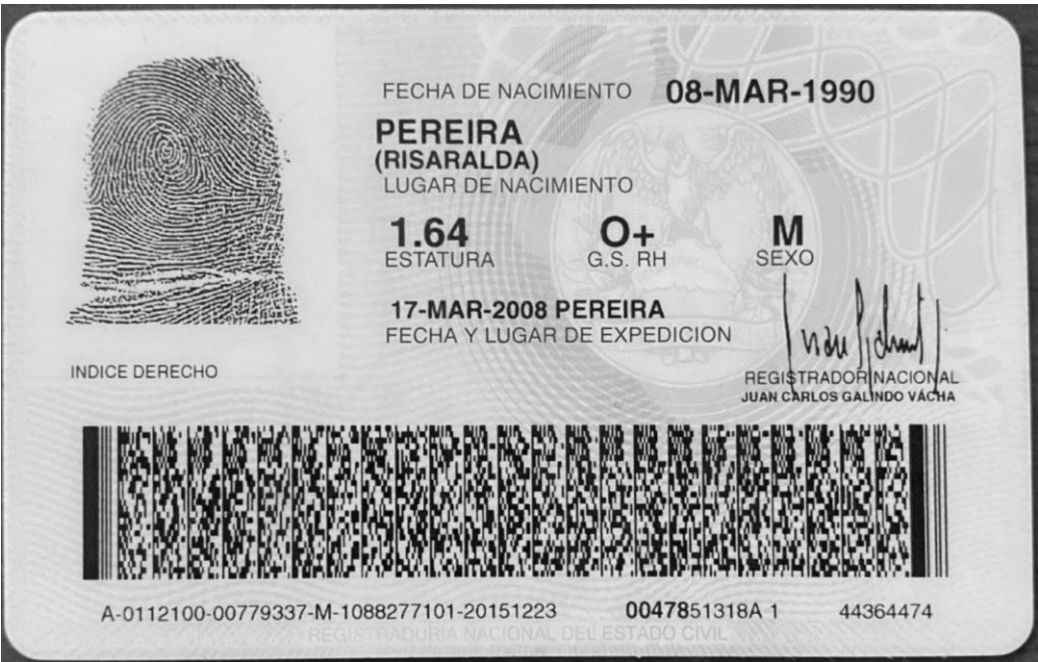 FECHA DE NACIMIENTO 08-MAR-1990
PEREIRA
(RISARALDA)
LUGAR DE NACIMIENTO
1.64 O+ M
ESTATURA G.S. RH SEXO
17-MAR-2008 PEREIRA
FECHA Y LUGAR DE EXPEDICION
INDICE DERECHO
REGISTRADOR NACIONAL
JUAN CARLOS GALINDO VÁCHA
A-0112100-00779337-M-1088277101-20151223 0047851318A 1 44364474
REGISTRADURIA NACIONAL DEL ESTADO CIVIL